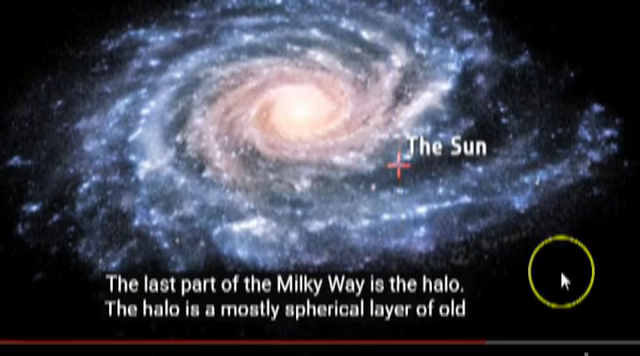 The Sun
The last part of the Milky Way is the halo.
The halo is a mostly spherical layer of old